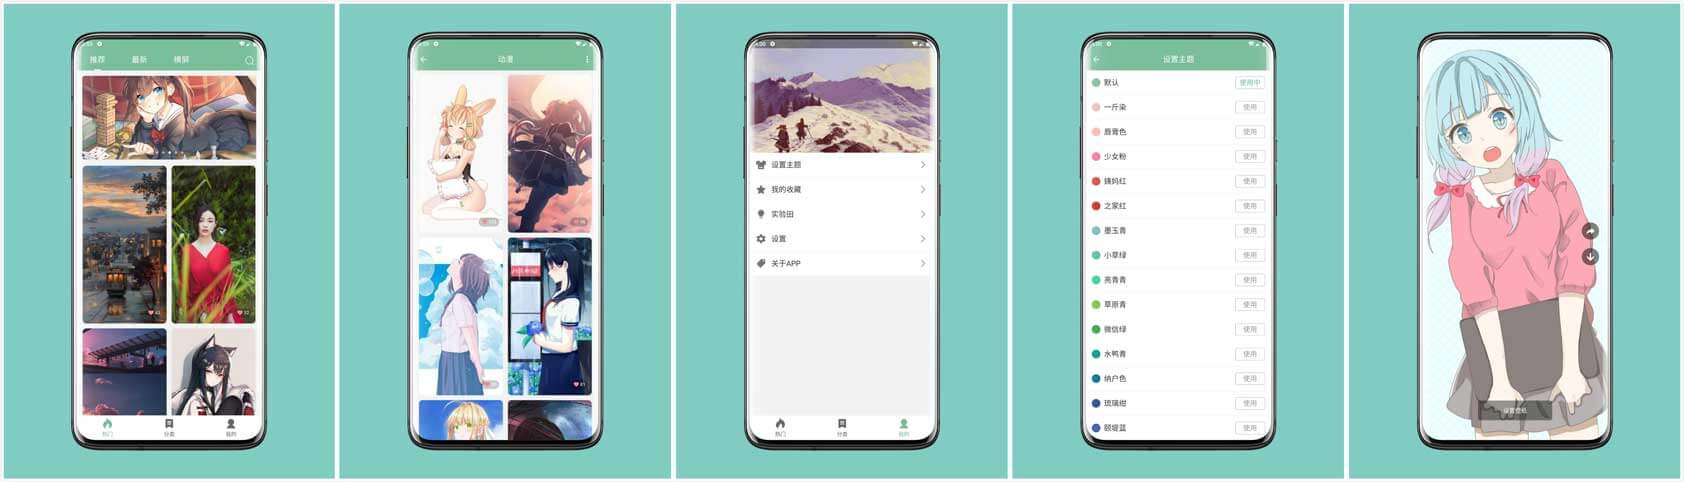 推荐 最新 横屏
42
32
热门 分类 我的
动漫
81
设置主题
我的收藏
实验田
设置
关于APP
热门 分类 我的
设置主题
默认 使用中
一斤染 使用
唇膏色 使用
少女粉 使用
姨妈红 使用
之家红 使用
墨玉青 使用
小草绿 使用
亮青青 使用
草原青 使用
微信绿 使用
水鸭青 使用
纳户色 使用
琉璃绀 使用
颐堤蓝 使用
设置壁纸